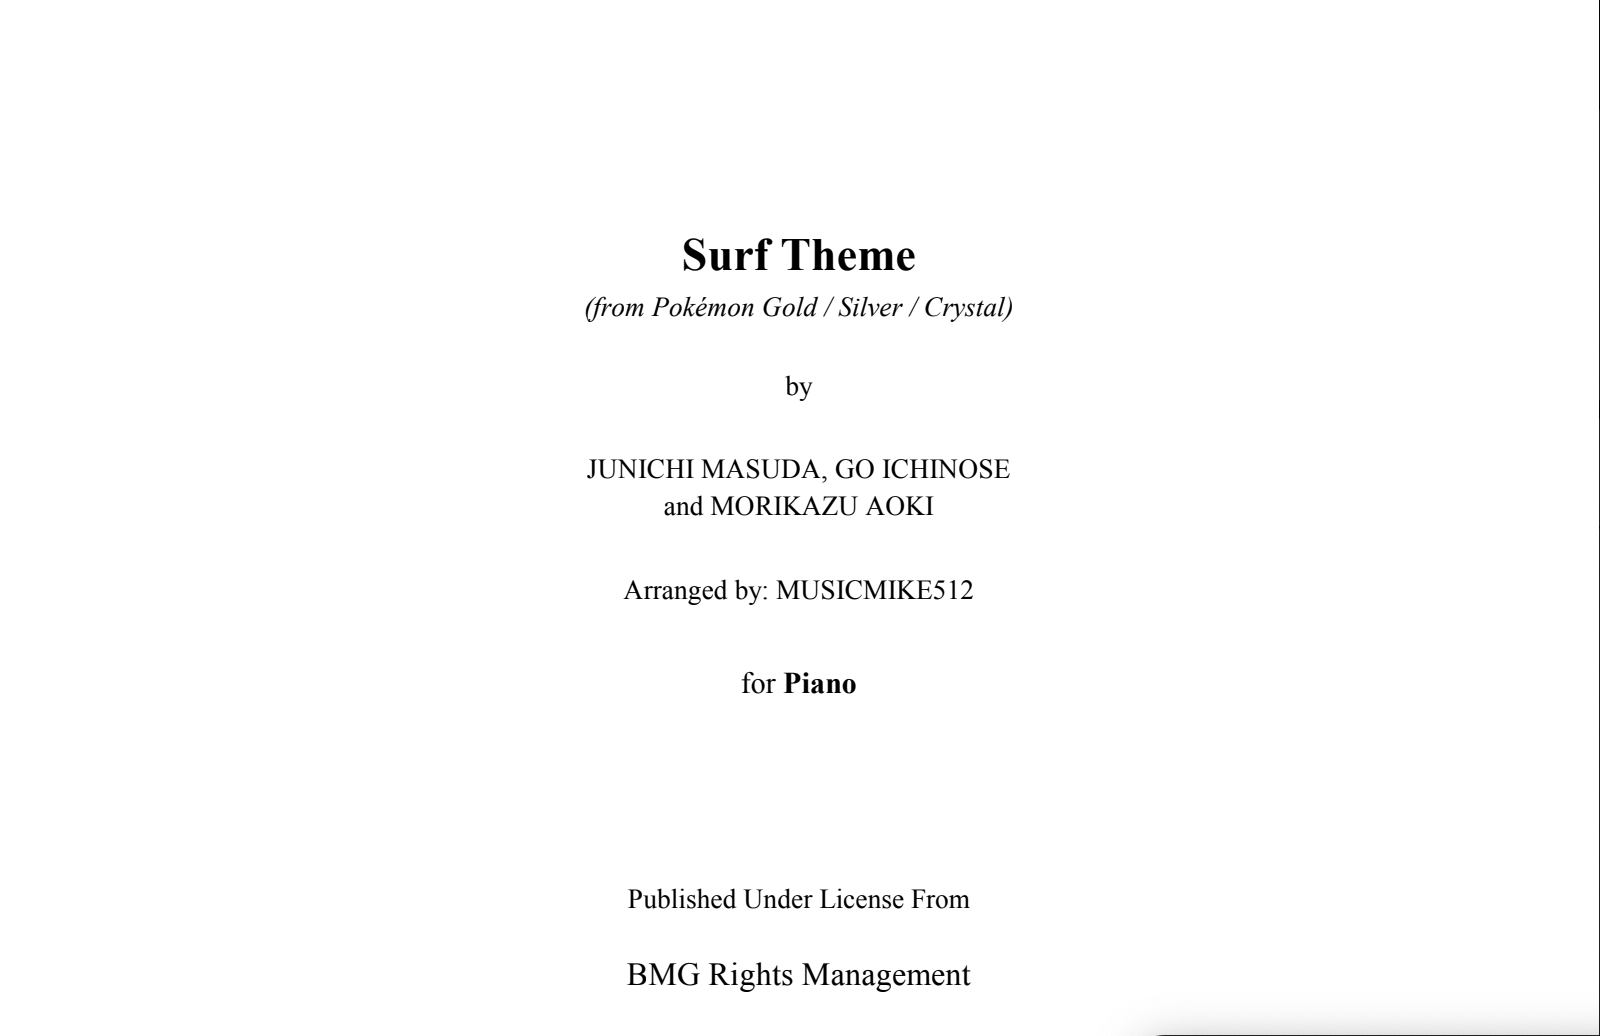 Surf Theme
(from Pokémon Gold / Silver / Crystal)
by
JUNICHI MASUDA, GO ICHINOSE
and MORIKAZU AOKI
Arranged by: MUSICMIKE512
for Piano
Published Under License From
BMG Rights Management